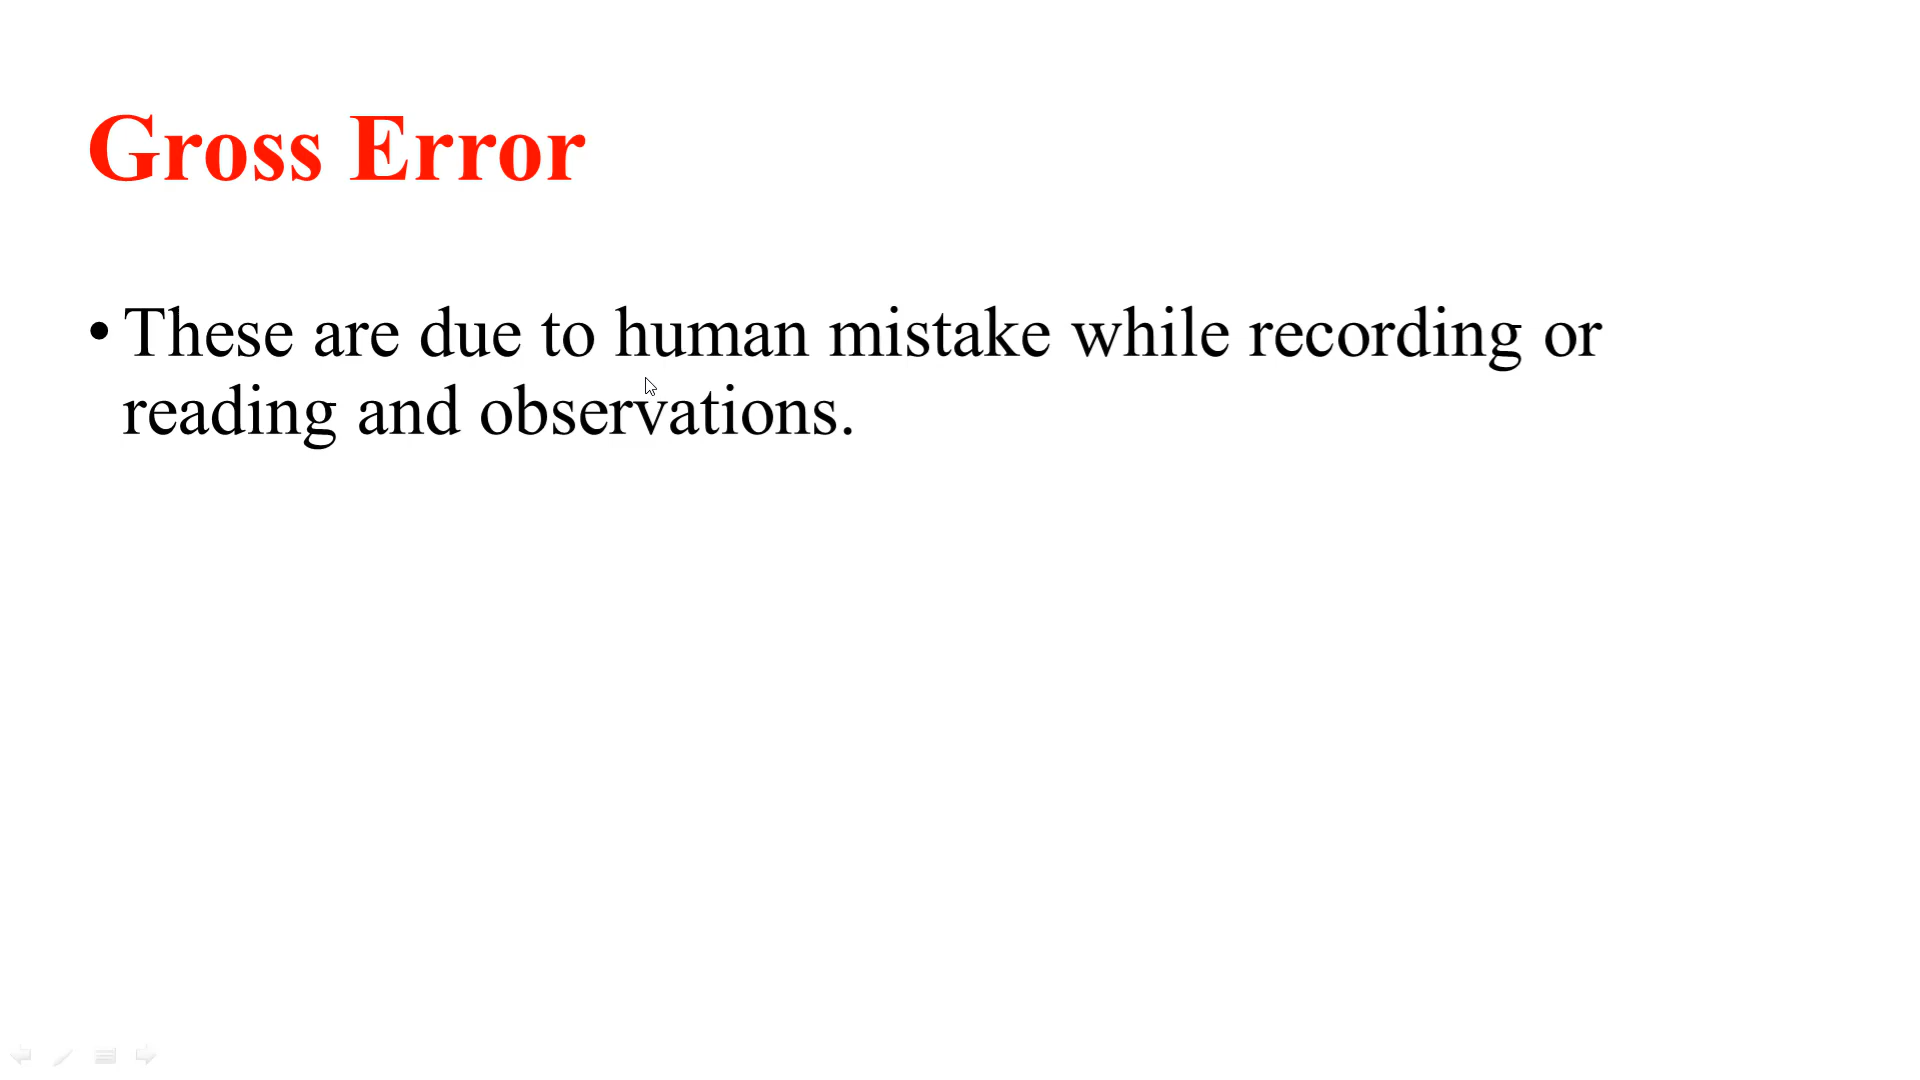 Gross Error
• These are due to human mistake while recording or
reading and observations.